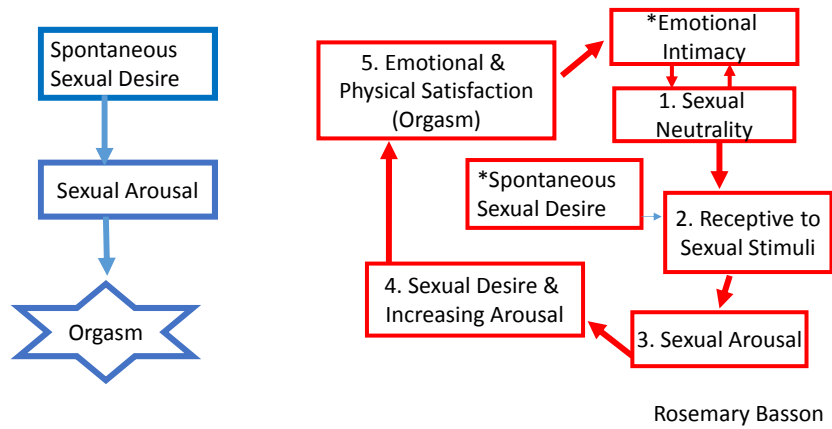 Spontaneous
Sexual Desire
Sexual Arousal
Orgasm
*Emotional
Intimacy
1. Sexual
Neutrality
*Spontaneous
Sexual Desire
2. Receptive to
Sexual Stimuli
3. Sexual Arousal
4. Sexual Desire &
Increasing Arousal
5. Emotional &
Physical Satisfaction
(Orgasm)
Rosemary Basson